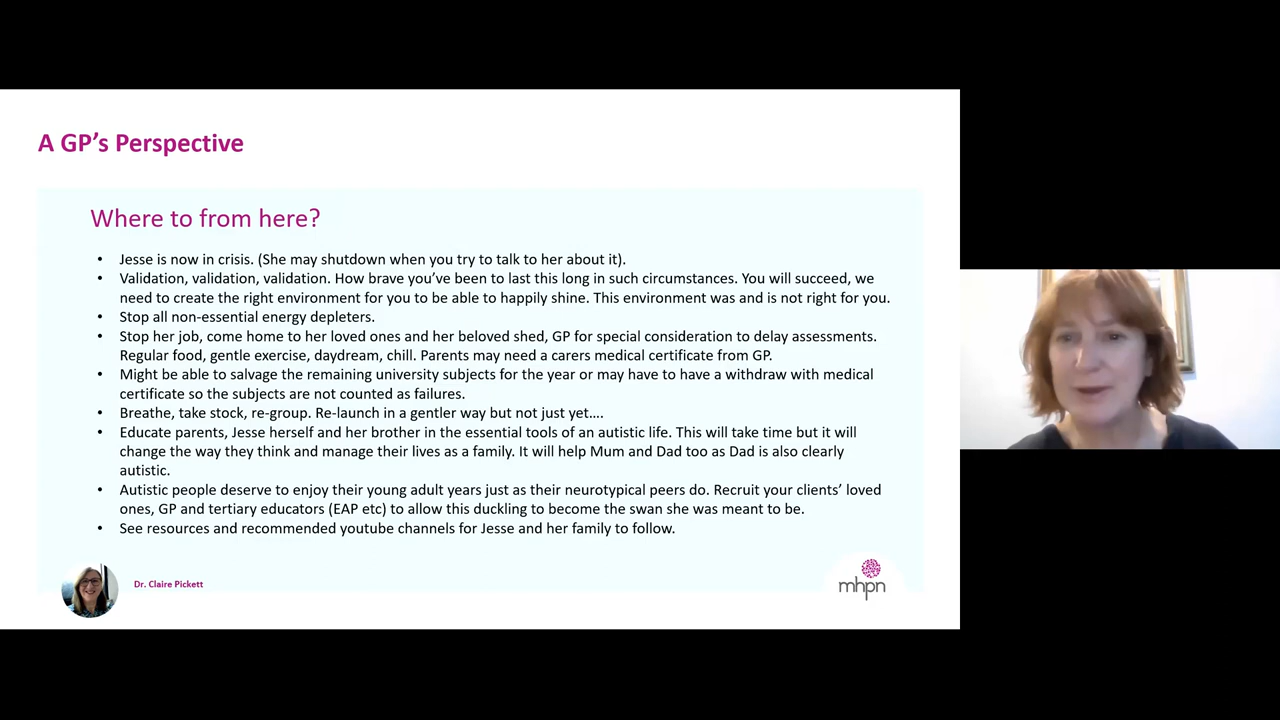 A GP's Perspective
Where to from here?
• Jesse is now in crisis. (She may shutdown when you try to talk to her about it).
• Validation, validation, validation. How brave you've been to last this long in such circumstances. You will succeed, we
need to create the right environment for you to be able to happily shine. This environment was and is not right for you.
• Stop all non-essential energy depleters.
• Stop her job, come home to her loved ones and her beloved shed, GP for special consideration to delay assessments.
Regular food, gentle exercise, daydream, chill. Parents may need a carers medical certificate from GP.
• Might be able to salvage the remaining university subjects for the year or may have to have a withdraw with medical
certificate so the subjects are not counted as failures.
• Breathe, take stock, re-group. Re-launch in a gentler way but not just yet....
• Educate parents, Jesse herself and her brother in the essential tools of an autistic life. This will take time but it will
change the way they think and manage their lives as a family. It will help Mum and Dad too as Dad is also clearly
autistic.
• Autistic people deserve to enjoy their young adult years just as their neurotypical peers do. Recruit your clients' loved
ones, GP and tertiary educators (EAP etc) to allow this duckling to become the swan she was meant to be.
• See resources and recommended youtube channels for Jesse and her family to follow.
Dr. Claire Pickett
mhpn